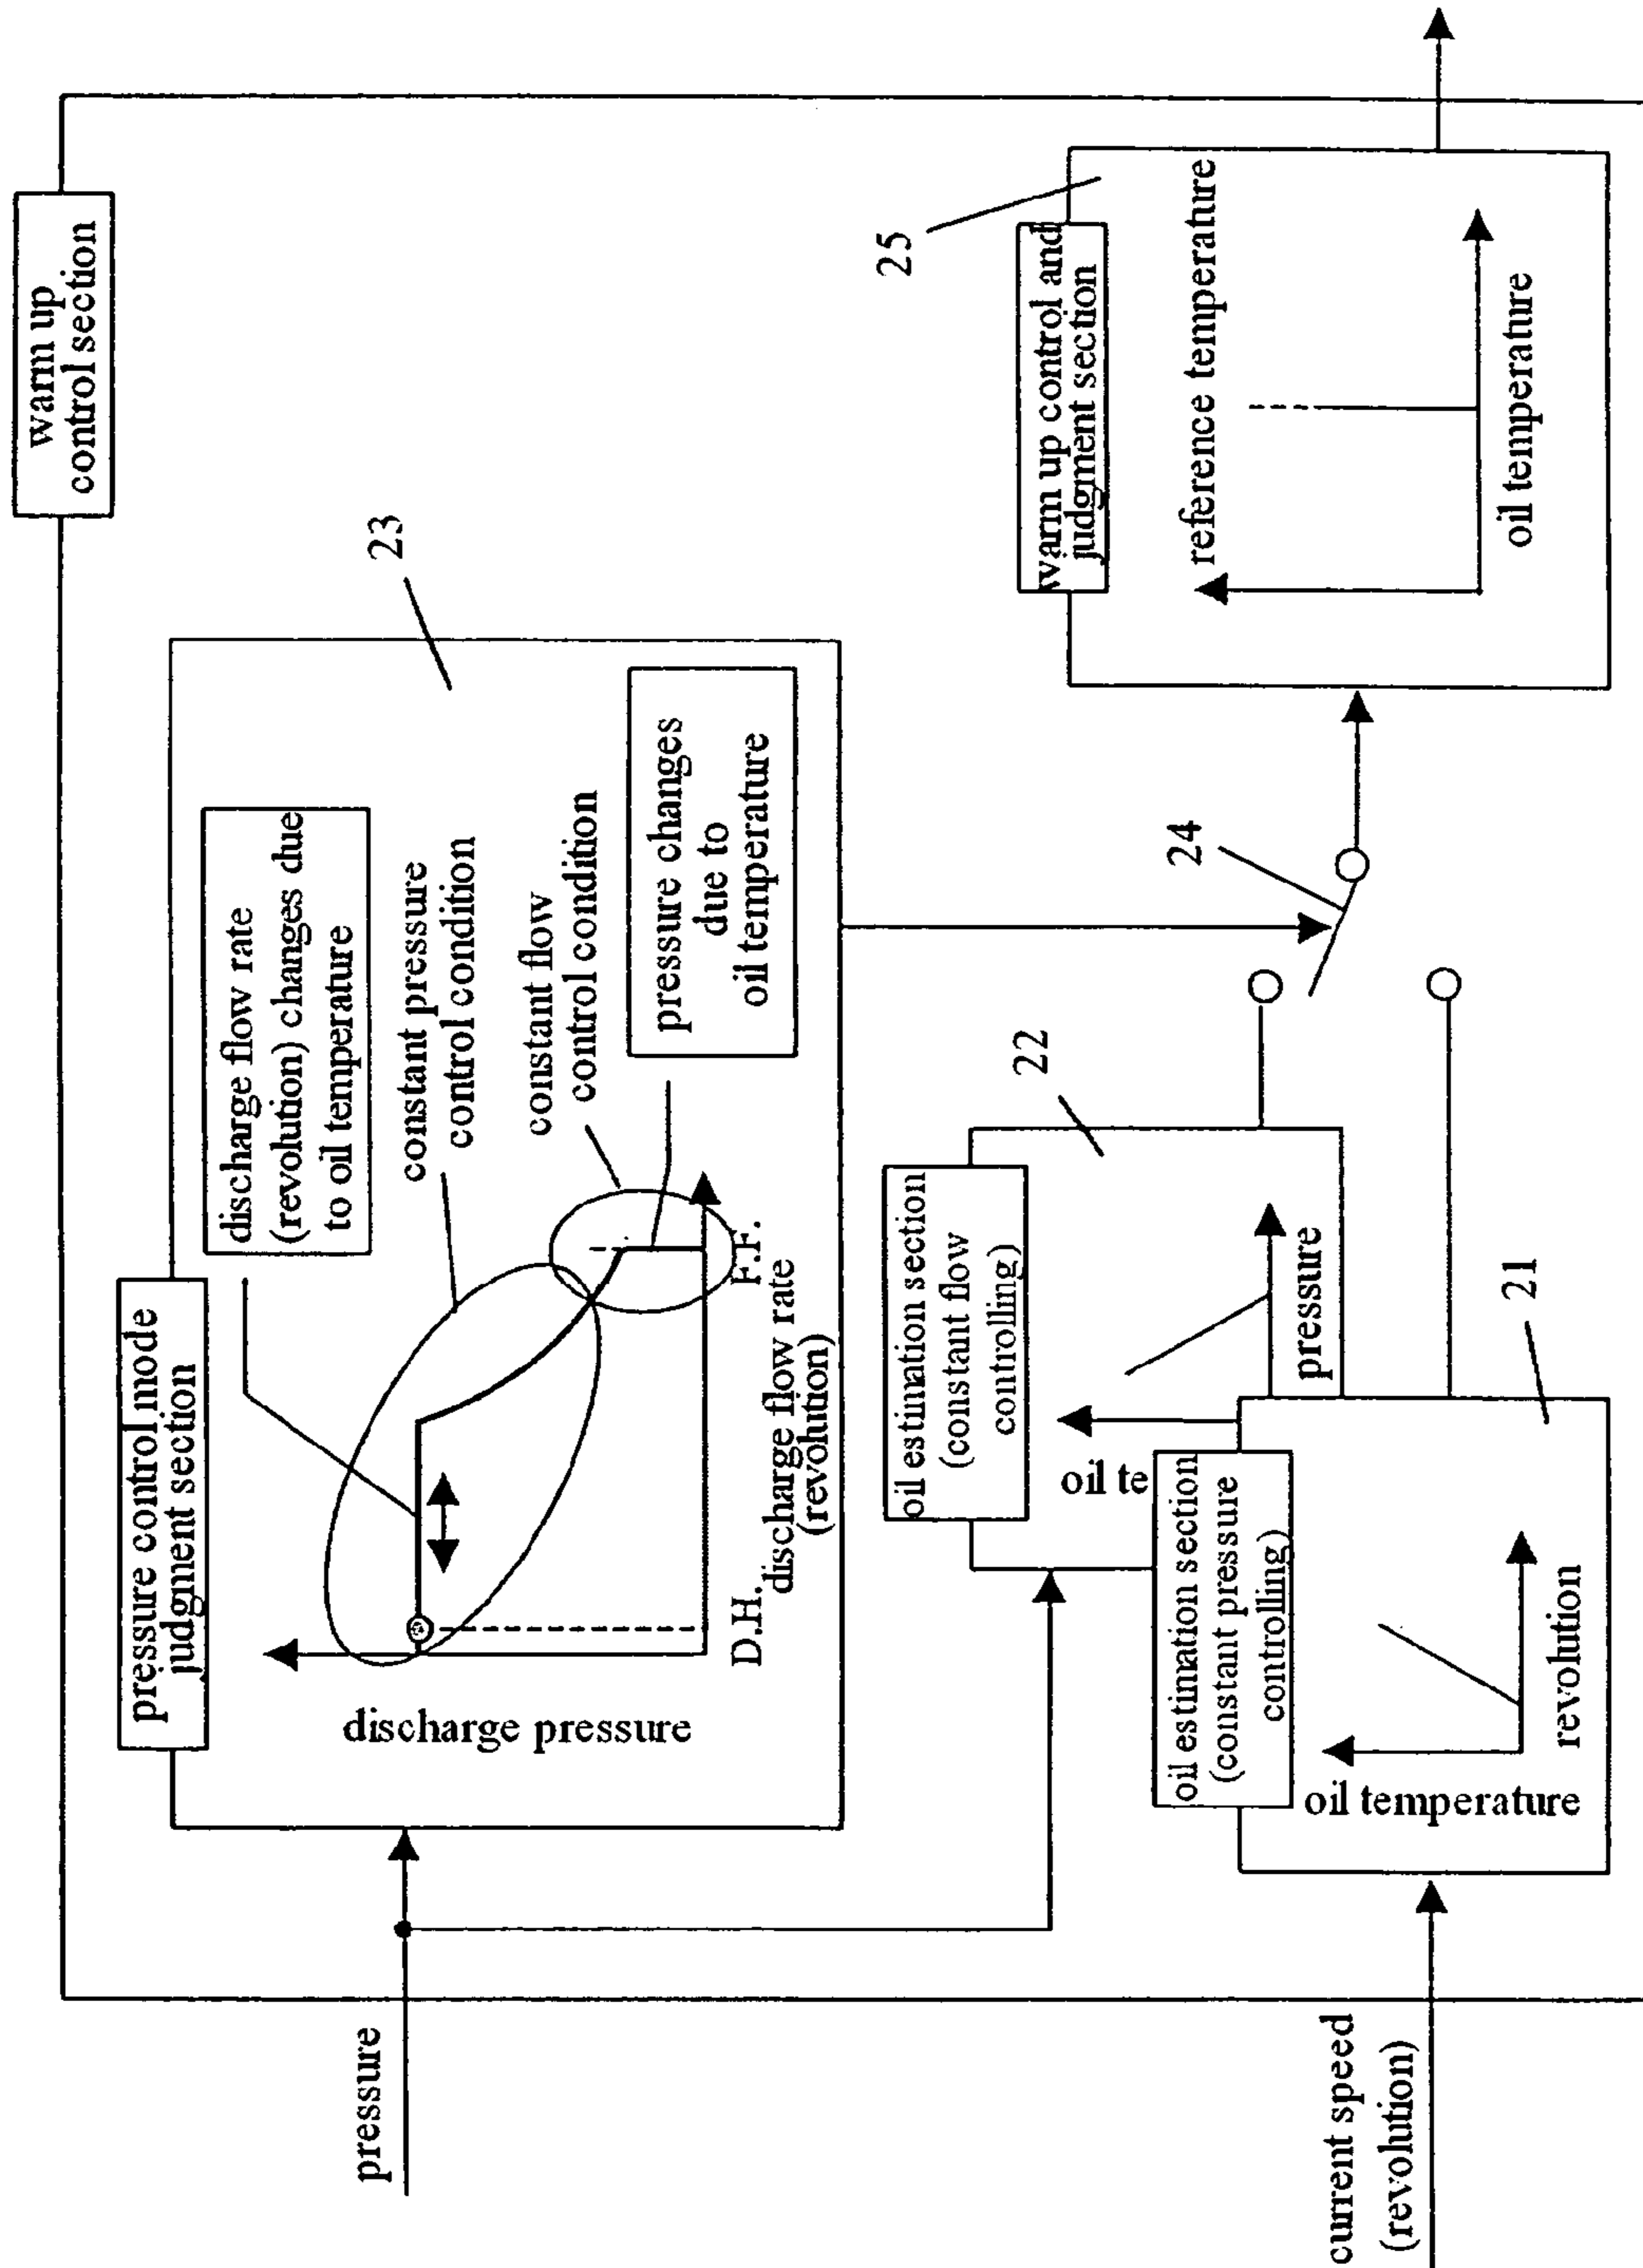 warm up
control section
pressure control mode
judgment section
discharge flow rate
(revolution) changes due
to oil temperature
constant pressure
control condition
constant flow
control condition
pressure changes
due to
oil temperature
23
discharge pressure
D.H.
F.F.
discharge flow rate
(revolution)
pressure
oil estimation section
(constant flow
controlling)
22
oil te
pressure
oil estimation section
(constant pressure
controlling)
21
oil temperature
revolution
current speed
(revolution)
24
warm up control and
judgment section
25
reference temperature
oil temperature